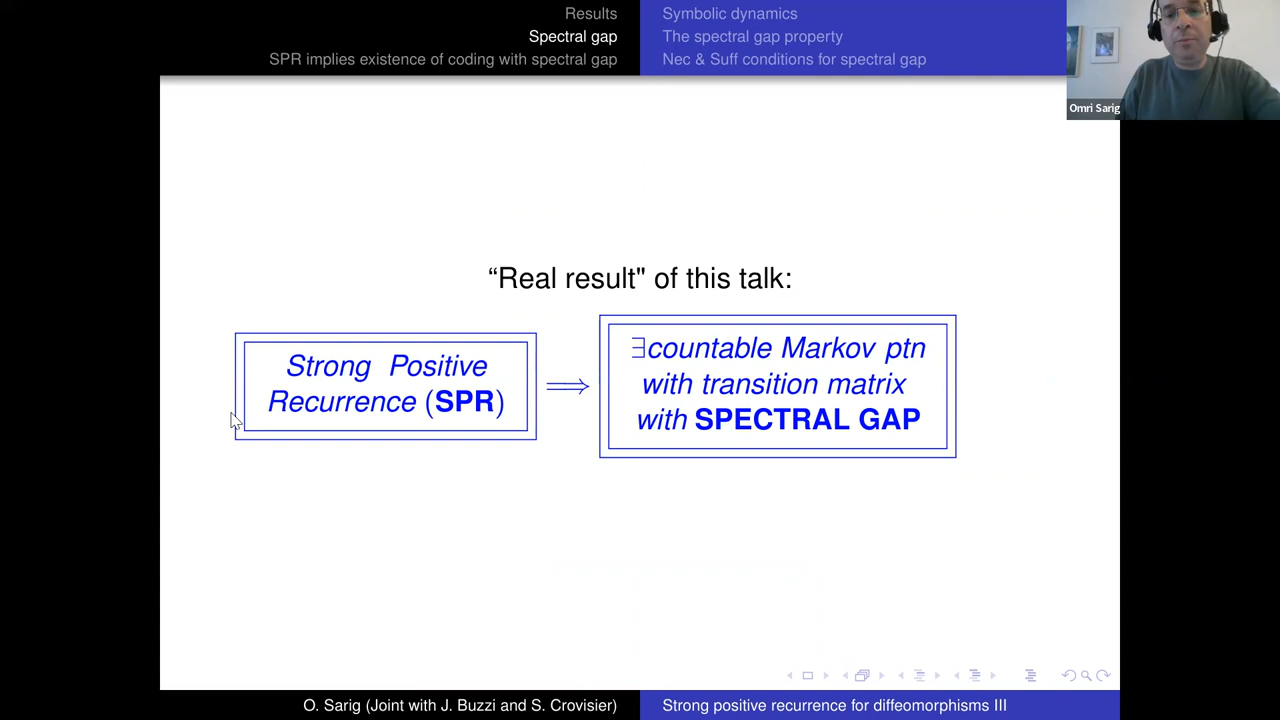 Results
Spectral gap
SPR implies existence of coding with spectral gap
Symbolic dynamics
The spectral gap property
Nec & Suff conditions for spectral gap
Omri Sarig
“Real result" of this talk:
Strong Positive
Recurrence (SPR)
⟹
∃countable Markov ptn
with transition matrix
with SPECTRAL GAP
O. Sarig (Joint with J. Buzzi and S. Crovisier)
Strong positive recurrence for diffeomorphisms III